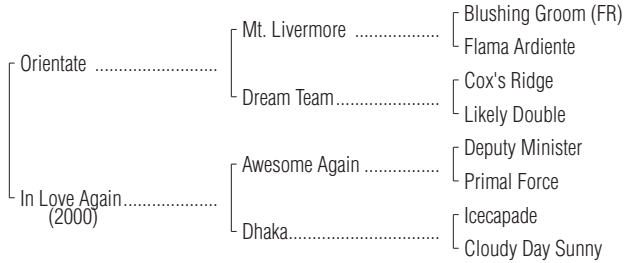 Blushing Groom (FR)
Mt. Livermore ..................
Flama Ardiente
Orientate ..........................
Cox's Ridge
Dream Team......................
Likely Double
Deputy Minister
Awesome Again ................
Primal Force
In Love Again....................
(2000)
Icecapade
Dhaka................................
Cloudy Day Sunny